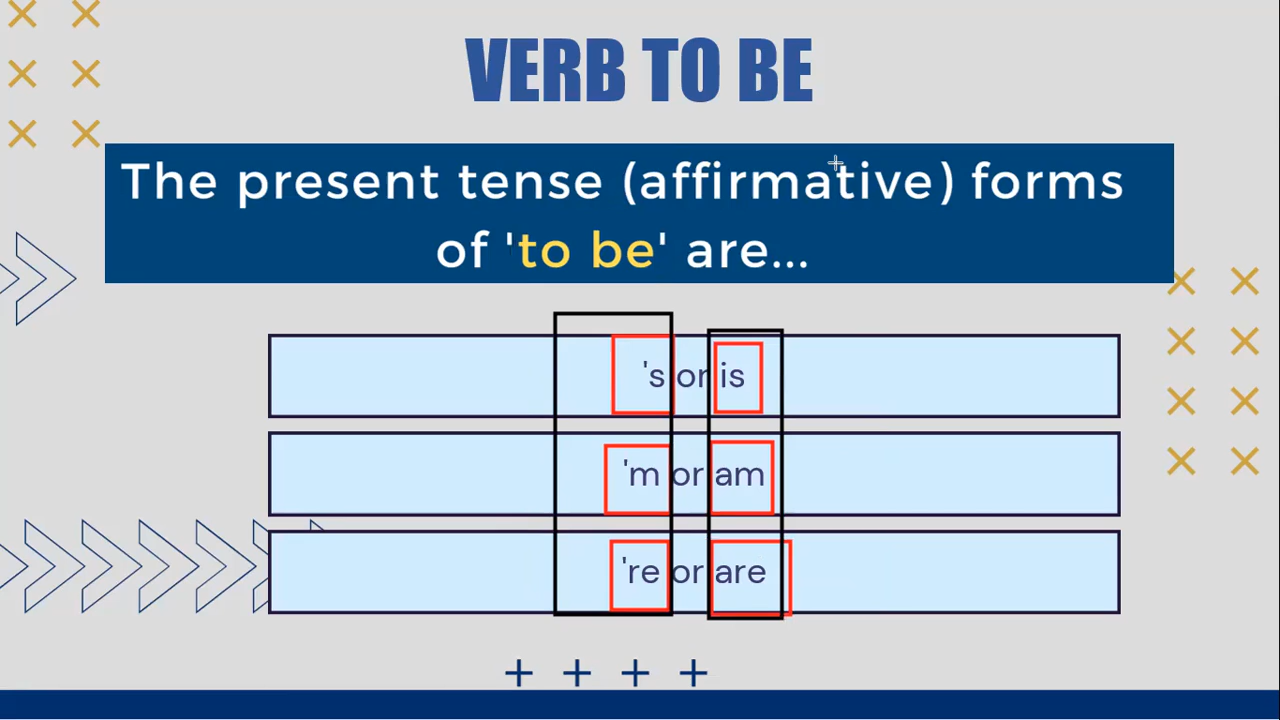 VERB TO BE
The present tense (affirmative) forms
of 'to be' are...
's or is
'm or am
're or are